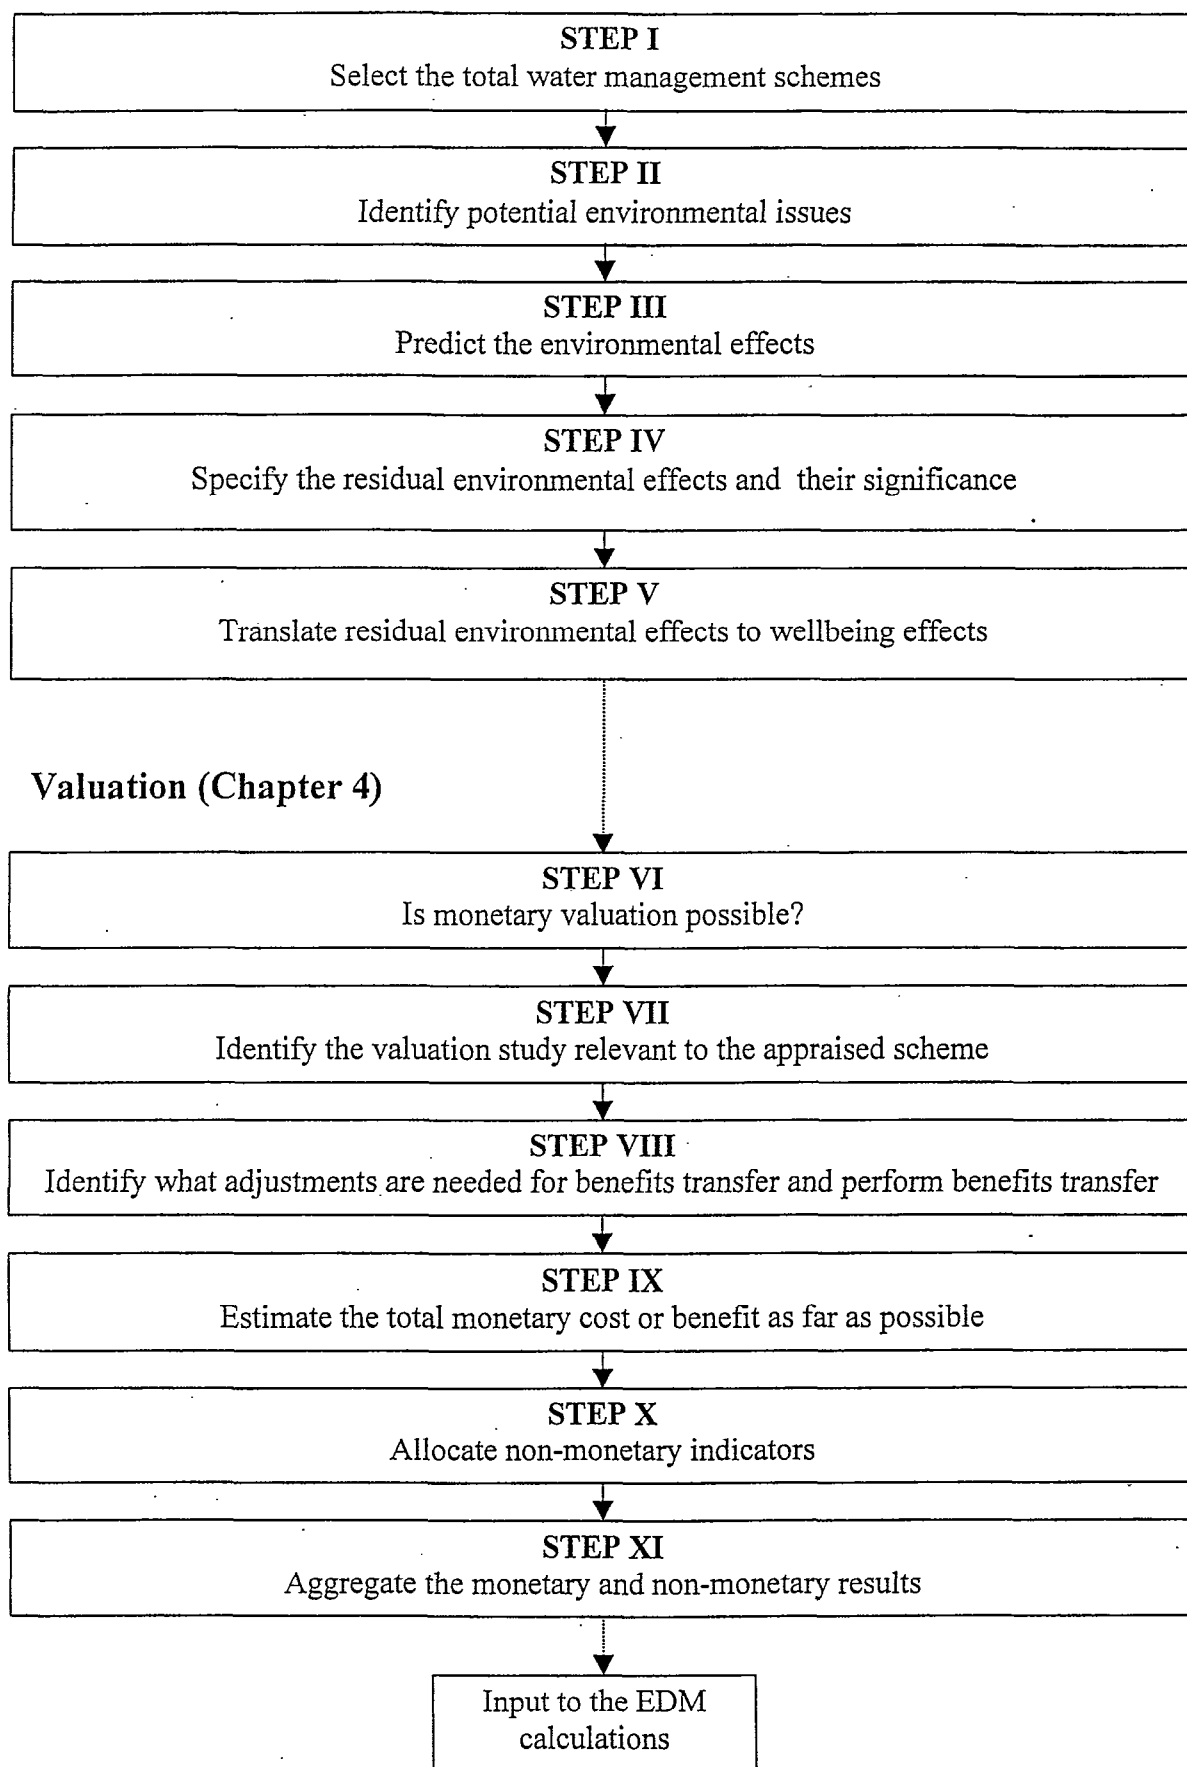 STEP I
Select the total water management schemes
STEP II
Identify potential environmental issues
STEP III
Predict the environmental effects
STEP IV
Specify the residual environmental effects and their significance
STEP V
Translate residual environmental effects to wellbeing effects
Valuation (Chapter 4)
STEP VI
Is monetary valuation possible?
STEP VII
Identify the valuation study relevant to the appraised scheme
STEP VIII
Identify what adjustments are needed for benefits transfer and perform benefits transfer
STEP IX
Estimate the total monetary cost or benefit as far as possible
STEP X
Allocate non-monetary indicators
STEP XI
Aggregate the monetary and non-monetary results
Input to the EDM
calculations